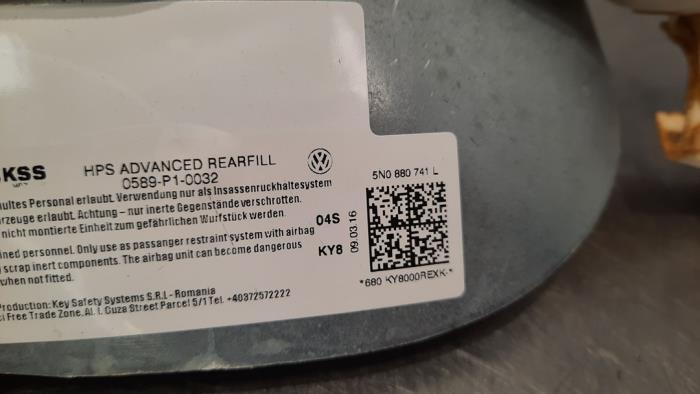 KSS
HPS ADVANCED REARFILL
0589-P1-0032
ultes Personal erlaubt. Verwendung nur als Insassenrückhaltesystem
rzeuge erlaubt. Achtung – nur inerte Gegenstände verschrotten.
nicht montierte Einheit zum gefährlichen Wurfstück werden.
ined personnel. Only use as passanger restraint system with airbag
scrap inert components. The airbag unit can become dangerous
when not fitted.
Production: Key Safety Systems S.R.L - Romania
i Free Trade Zone. Al. I. Cuza Street Parcel 5/1 Tel. +40372572222
04S
KY8
09.03.16
5N0 880 741 L
*680 KY8000REXK-*